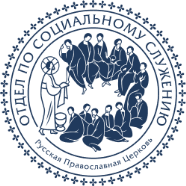 ОТДЕЛ ПО СОЦИАЛЬНОМУ СЛУЖЕНИЮ
Русская Православная Церковь